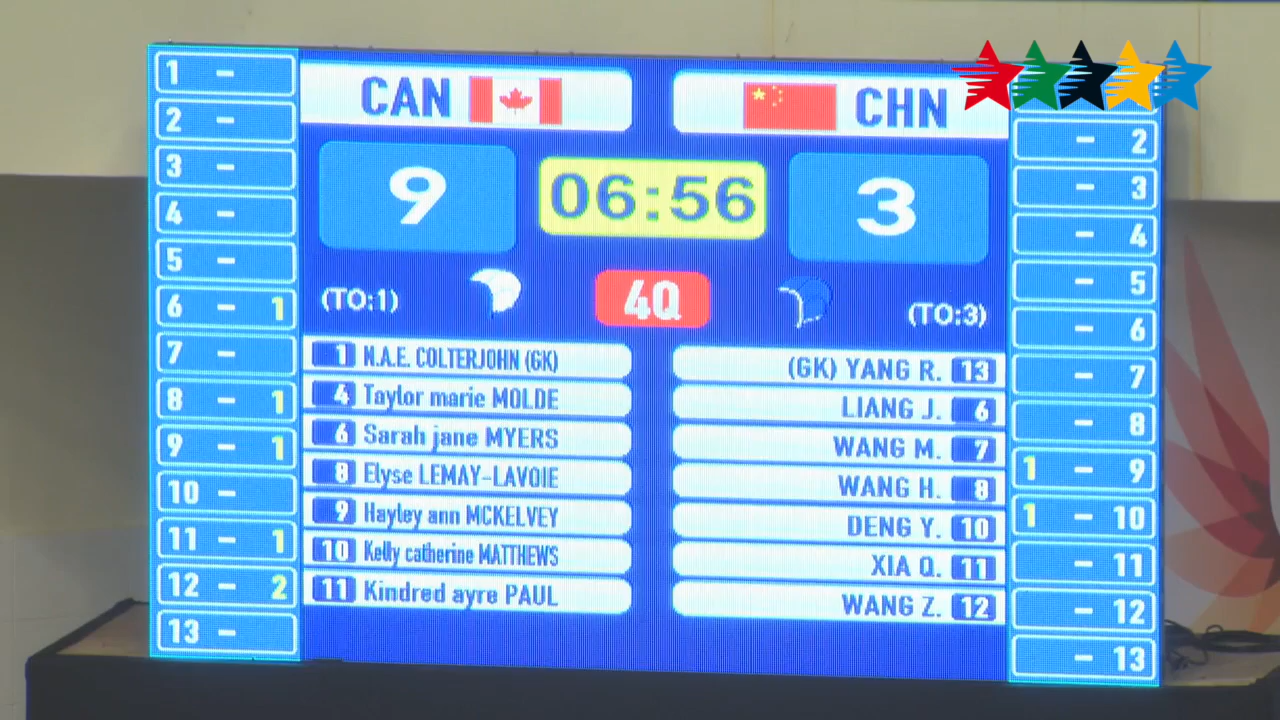 CAN CHN
9 06:56 3
(TO:1) 4Q (TO:3)
1 N.A.E. COLTERJOHN (GK)
4 Taylor marie MOLDE
6 Sarah jane MYERS
8 Elyse LEMAY-LAVOIE
9 Hayley ann MCKELVEY
10 Kelly catherine MATTHEWS
11 Kindred ayre PAUL
(GK) YANG R. 13
LIANG J. 6
WANG M. 7
WANG H. 8
DENG Y. 10
XIA Q. 11
WANG Z. 12
1 -
2 -
3 -
4 -
5 -
6 - 1
7 -
8 - 1
9 - 1
10 -
11 - 1
12 - 2
13 -
- 2
- 3
- 4
- 5
- 6
- 7
- 8
1 - 9
1 - 10
- 11
- 12
- 13